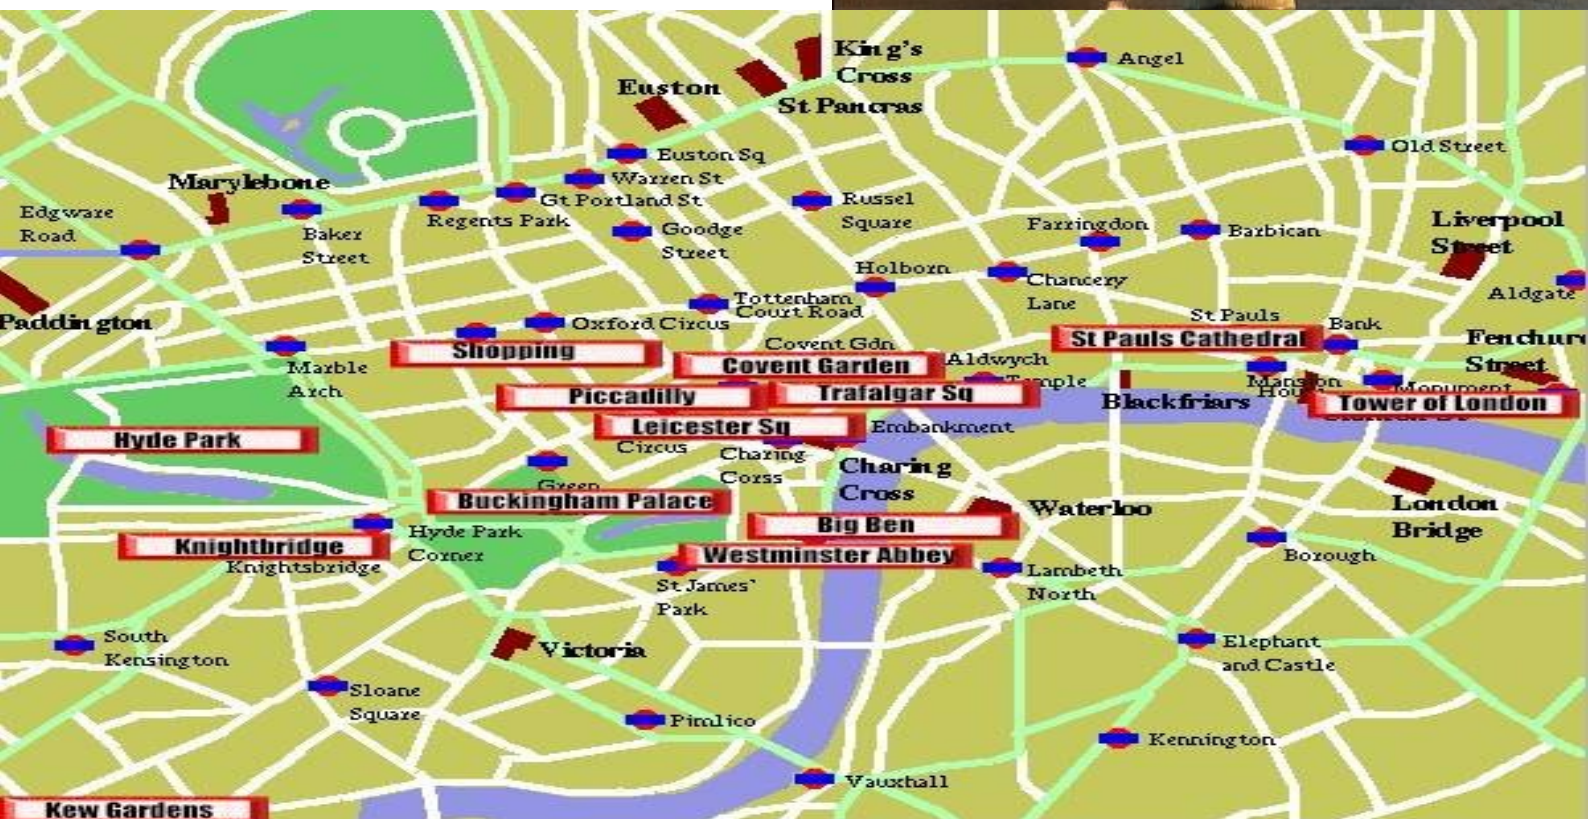 King's
Cross
Angel
Euston
St Pancras
Old Street
Euston Sq
Warren St
Marylebone
Gt Portland St
Regents Park
Russel
Square
Edgware
Road
Baker
Street
Goodge
Street
Farringdon
Barbican
Liverpool
Street
Holborn
Chancery
Lane
Aldgate
Paddington
Tottenham
Court Road
Oxford Circus
St Pauls
Bank
Fenchur
Street
Shopping
Covent Gdn
Covent Garden
Aldwych
St Pauls Cathedral
Marble
Arch
Piccadilly
Trafalgar Sq
Temple
Blackfriars
Mansion
Monument
Tower of London
Hyde Park
Leicester Sq
Embankment
Circus
Charing
Corss
Charing
Cross
Green
Buckingham Palace
Waterloo
London
Bridge
Big Ben
Hyde Park
Corner
Knightbridge
Knightsbridge
Westminster Abbey
Borough
St James'
Park
Lambeth
North
South
Kensington
Victoria
Elephant
and Castle
Sloane
Square
Pimlico
Kennington
Vauxhall
Kew Gardens